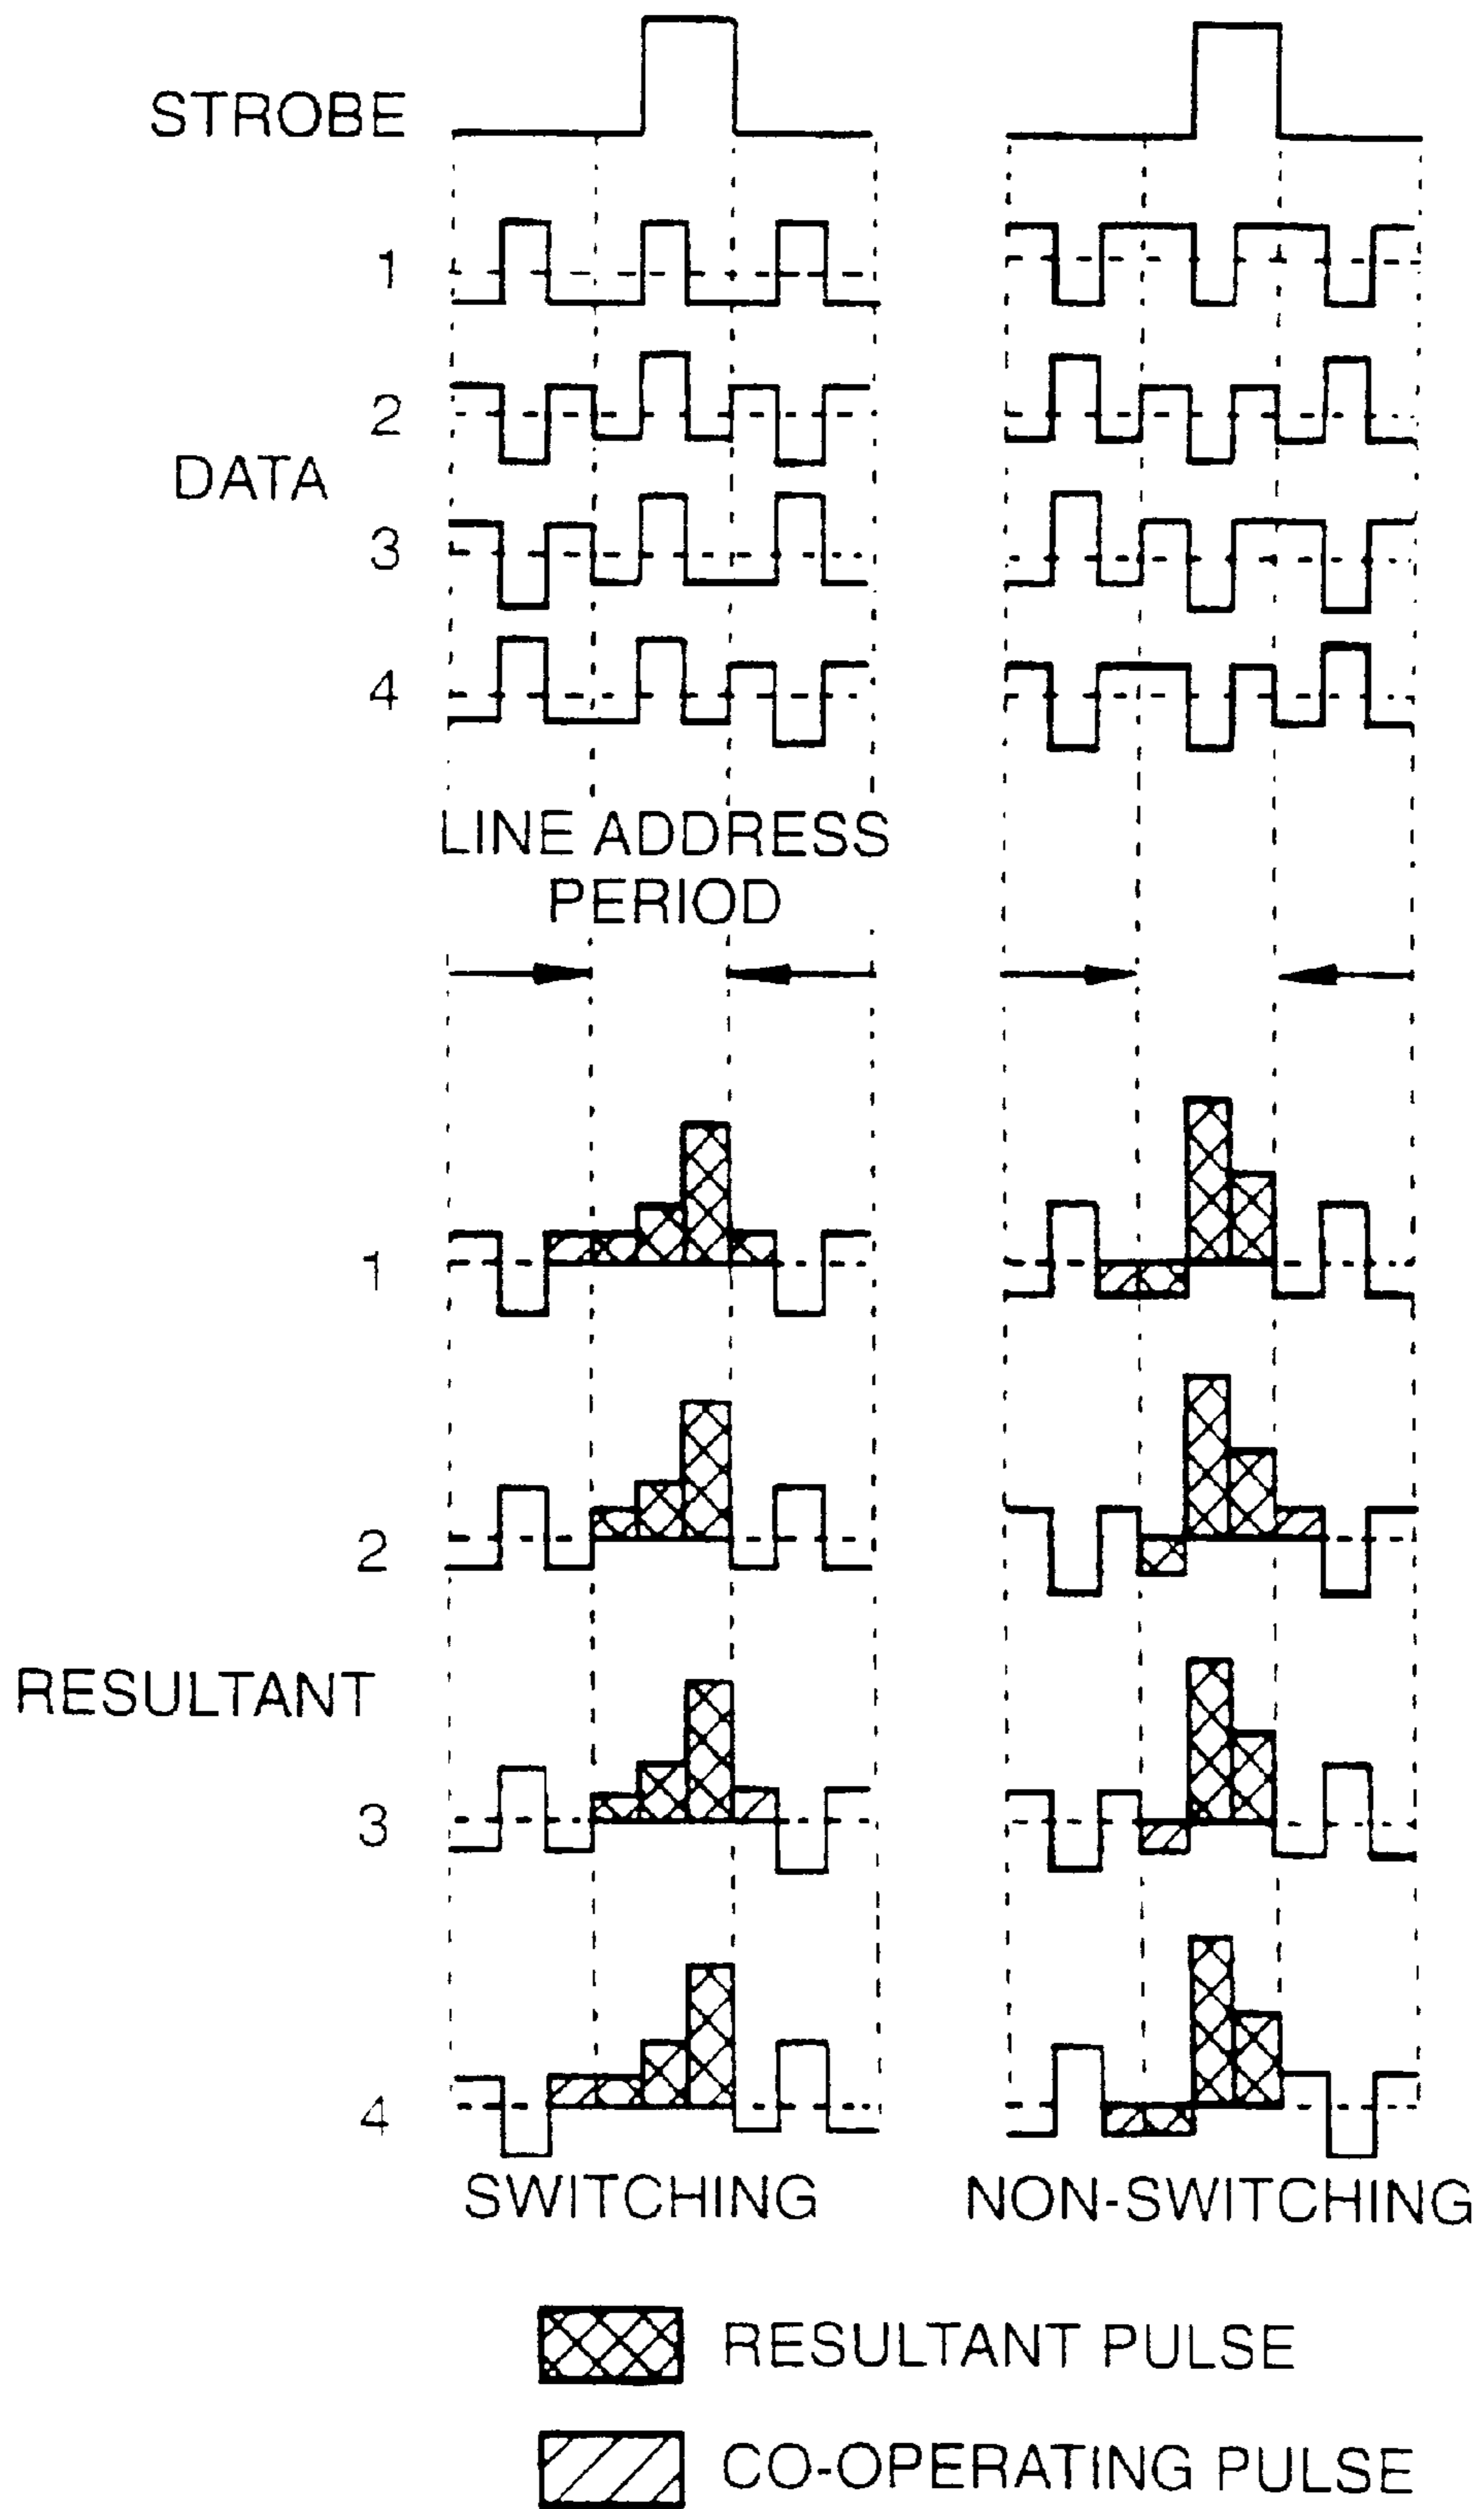 STROBE
1
2
DATA
3
4
LINE ADDRESS
PERIOD
1
2
RESULTANT
3
4
SWITCHING
NON-SWITCHING
RESULTANT PULSE
CO-OPERATING PULSE